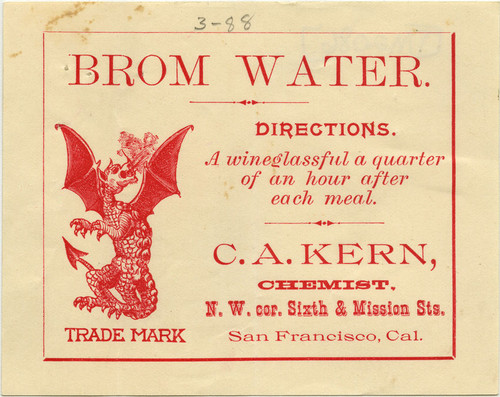 3-88
BROM WATER.
DIRECTIONS.
A wineglassful a quarter
of an hour after
each meal.
C. A. KERN,
CHEMIST,
N. W. cor. Sixth & Mission Sts.
San Francisco, Cal.
TRADE MARK